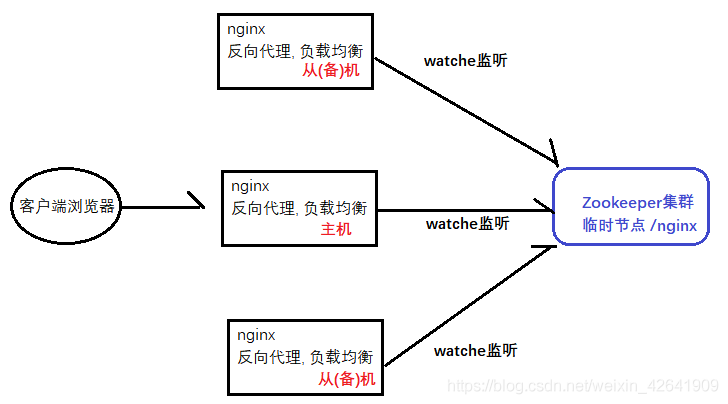 nginx
反向代理, 负载均衡
从(备)机
watche监听
客户端浏览器
nginx
反向代理, 负载均衡
主机
watche监听
Zookeeper集群
临时节点 /nginx
nginx
反向代理, 负载均衡
从(备)机
watche监听
https://blog.csdn.net/weixin_42641909